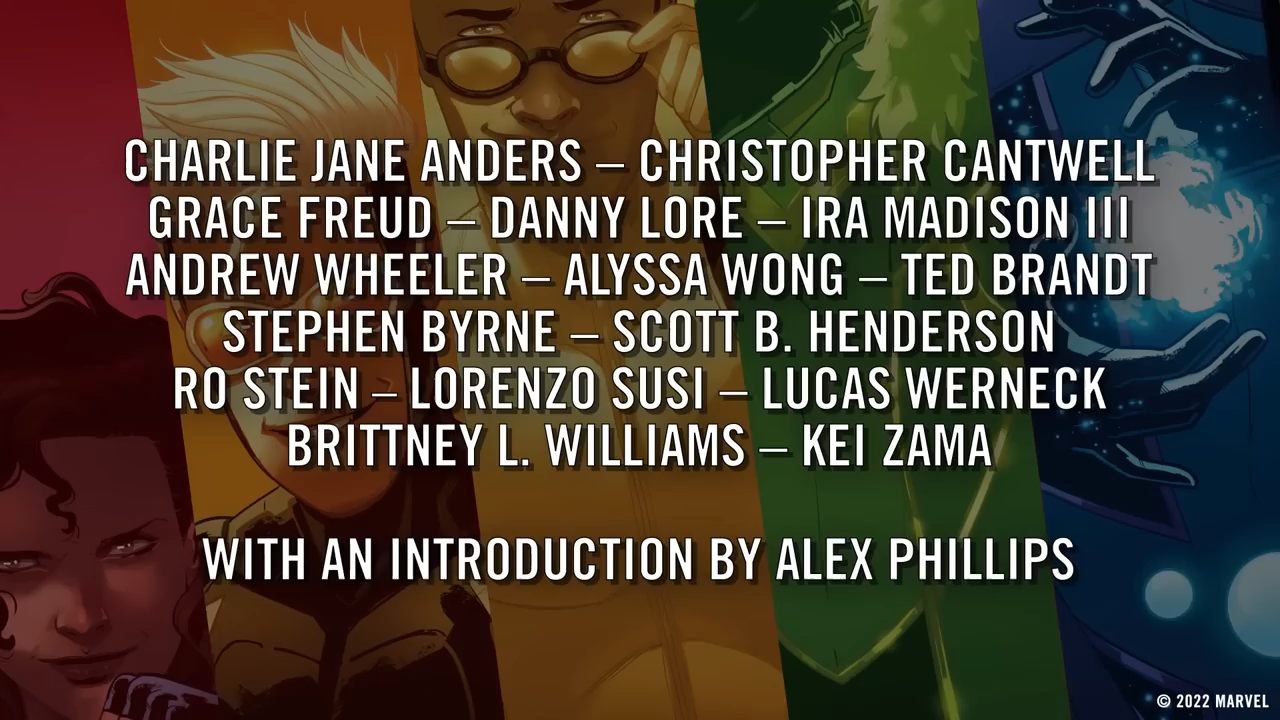 CHARLIE JANE ANDERS – CHRISTOPHER CANTWELL
GRACE FREUD – DANNY LORE – IRA MADISON III
ANDREW WHEELER – ALYSSA WONG – TED BRANDT
STEPHEN BYRNE – SCOTT B. HENDERSON
RO STEIN – LORENZO SUSI – LUCAS WERNECK
BRITTNEY L. WILLIAMS – KEI ZAMA
WITH AN INTRODUCTION BY ALEX PHILLIPS
© 2022 MARVEL